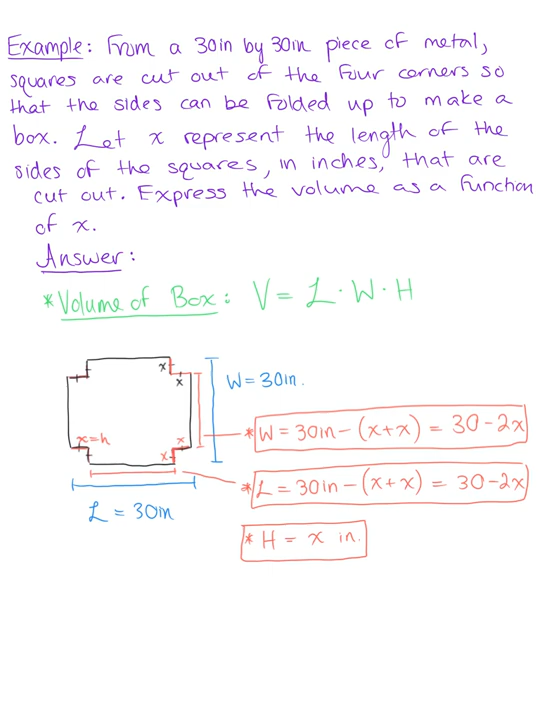 Example: From a 30in by 30in piece of metal,
squares are cut out of the four corners so
that the sides can be folded up to make a
box. Let x represent the length of the
sides of the squares, in inches, that are
cut out. Express the volume as a function
of x.
Answer:
*Volume of Box: V = L · W · H
x
x
W = 30in.
*W = 30in - (x+x) = 30 - 2x
x=h
x
x
*L = 30in - (x+x) = 30 - 2x
L = 30in
* H = x in.